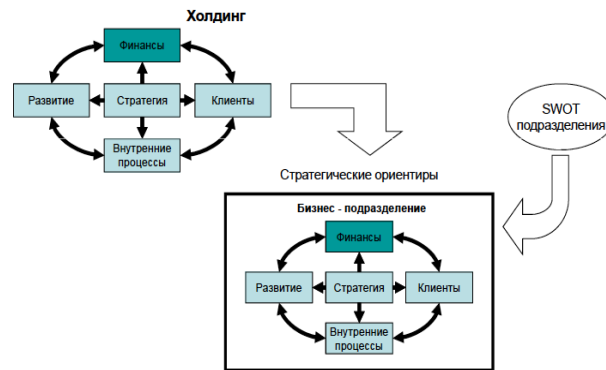 Холдинг
Финансы
Развитие
Стратегия
Клиенты
Внутренние
процессы
SWOT
подразделения
Стратегические ориентиры
Бизнес - подразделение
Финансы
Развитие
Стратегия
Клиенты
Внутренние
процессы